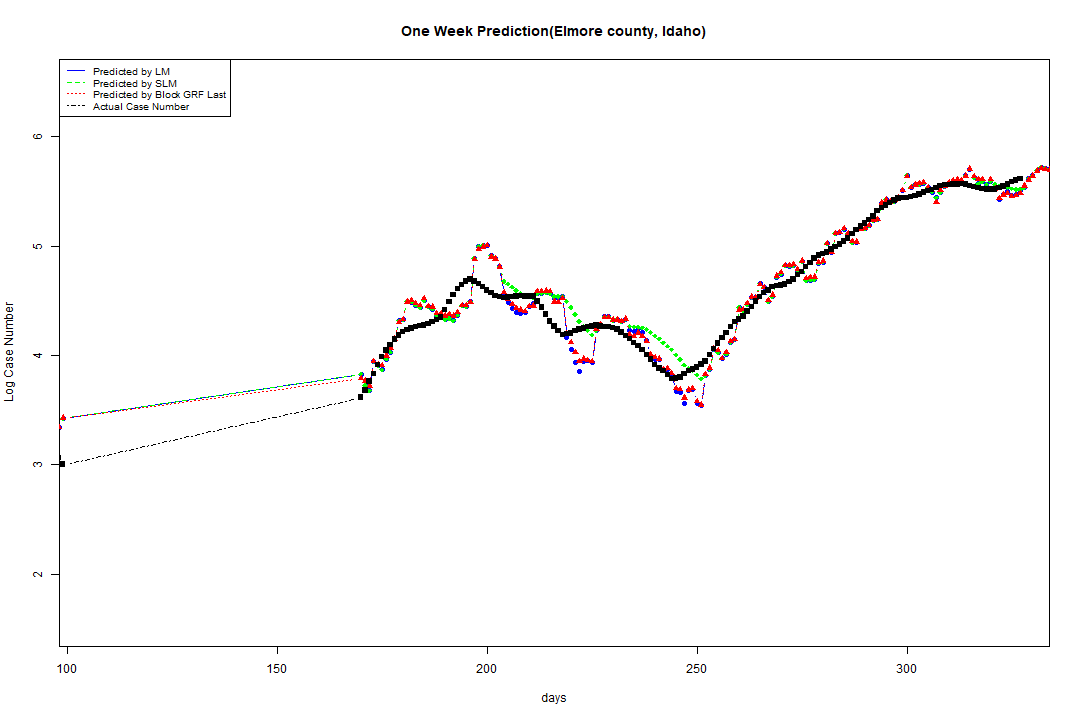 One Week Prediction(Elmore county, Idaho)
Predicted by LM
Predicted by SLM
Predicted by Block GRF Last
Actual Case Number
6
5
4
3
2
Log Case Number
100 150 200 250 300
days